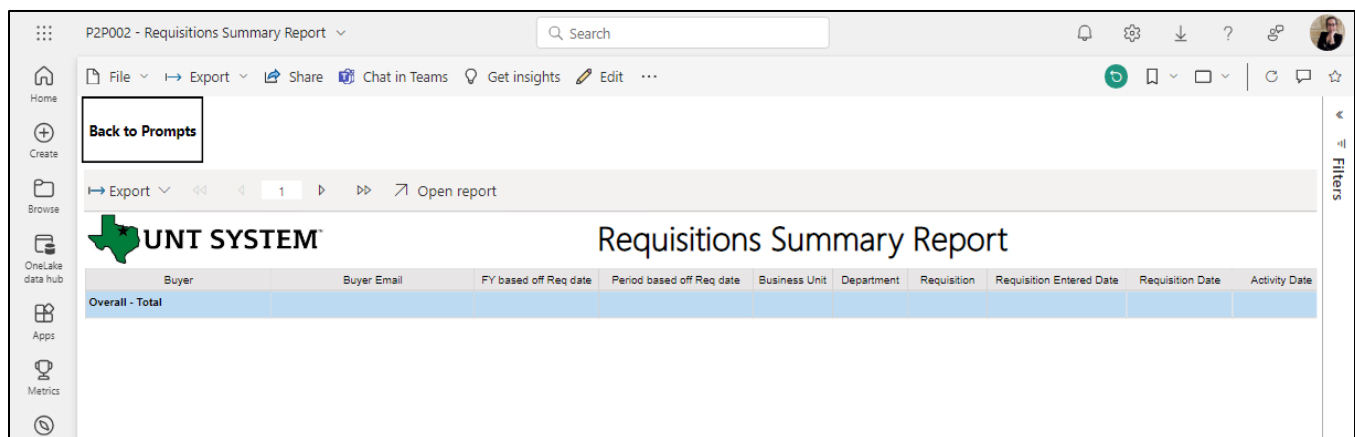 P2P002 - Requisitions Summary Report
Search
?
Home
File Export Share Chat in Teams Get insights Edit ...
Back to Prompts
Filters
Create
Export 1 Open report
Browse
UNT SYSTEM
Requisitions Summary Report
OneLake
data hub
Buyer Buyer Email FY based off Req date Period based off Req date Business Unit Department Requisition Requisition Entered Date Requisition Date Activity Date
Overall - Total
Apps
Metrics